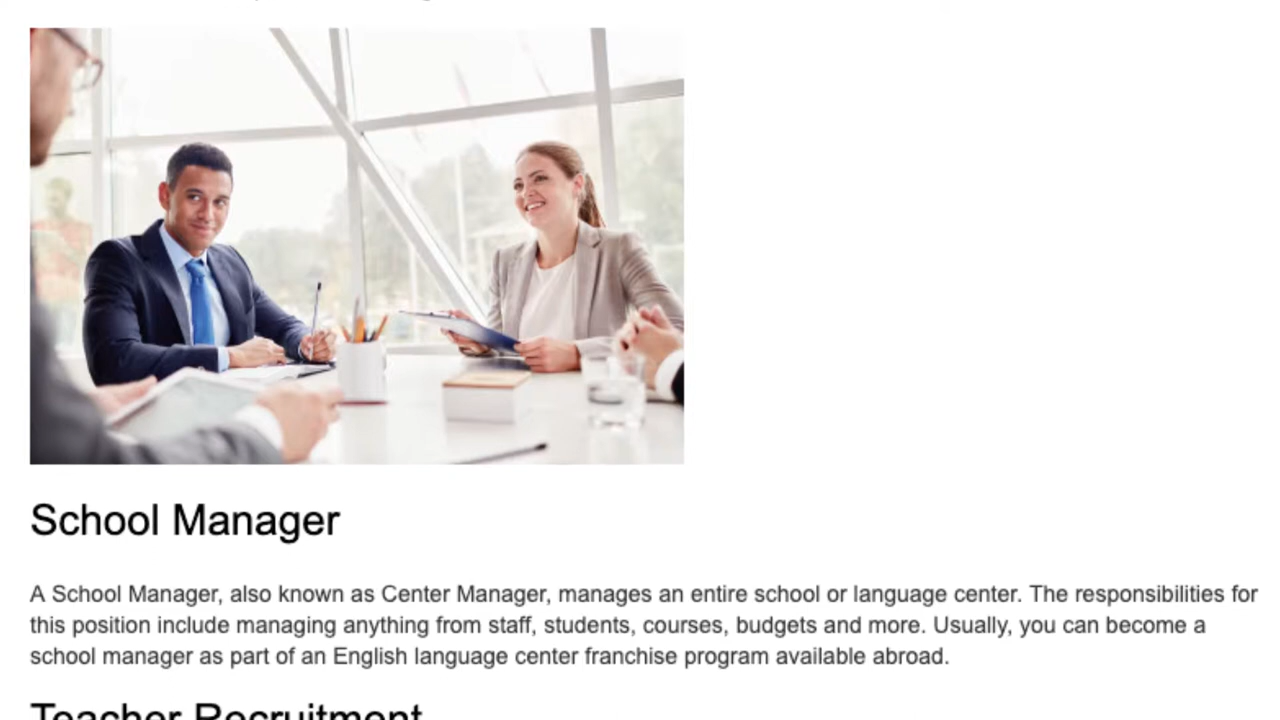 School Manager
A School Manager, also known as Center Manager, manages an entire school or language center. The responsibilities for
this position include managing anything from staff, students, courses, budgets and more. Usually, you can become a
school manager as part of an English language center franchise program available abroad.
Teacher Recruitment